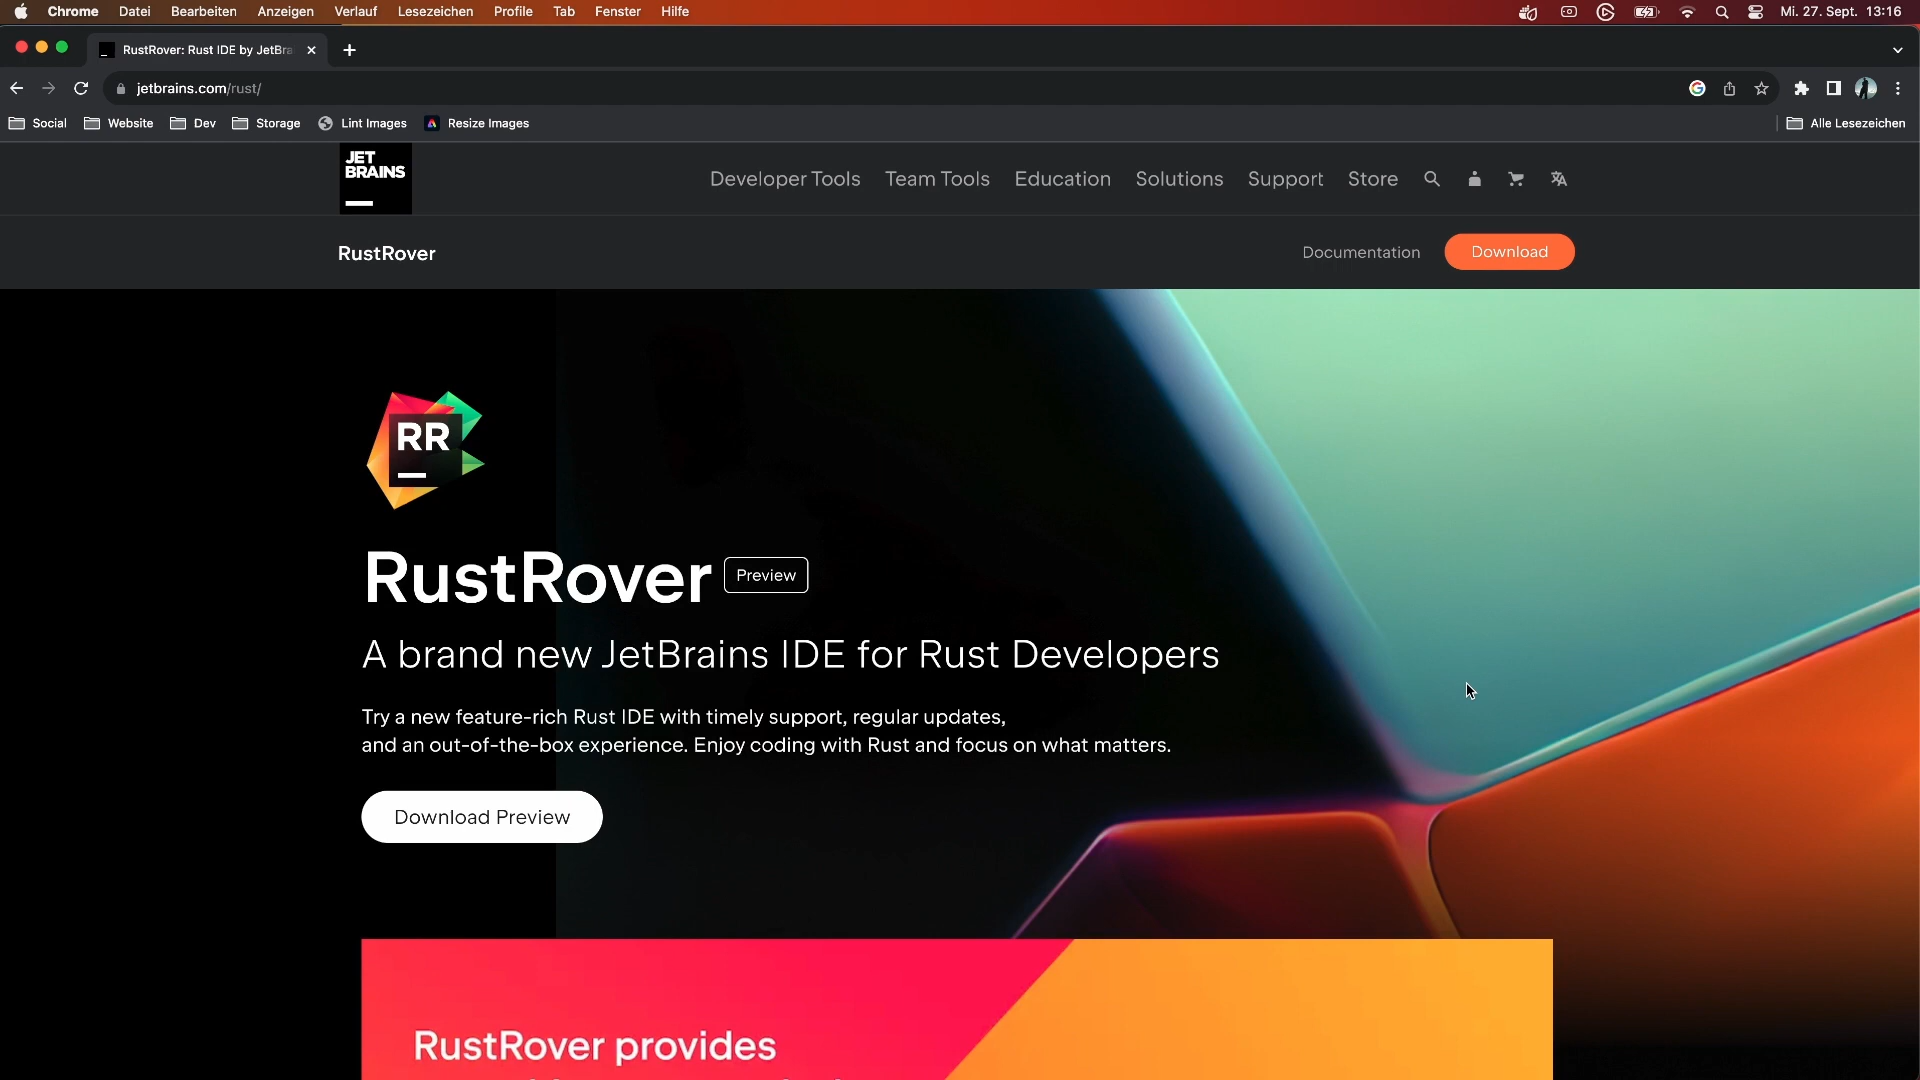 Chrome Datei Bearbeiten Anzeigen Verlauf Lesezeichen Profile Tab Fenster Hilfe Mi. 27. Sept. 13:16
RustRover: Rust IDE by JetBra
jetbrains.com/rust/
Social Website Dev Storage Lint Images Resize Images Alle Lesezeichen
JET
BRAINS
Developer Tools Team Tools Education Solutions Support Store
RustRover Documentation Download
RR
RustRover Preview
A brand new JetBrains IDE for Rust Developers
Try a new feature-rich Rust IDE with timely support, regular updates,
and an out-of-the-box experience. Enjoy coding with Rust and focus on what matters.
Download Preview
RustRover provides